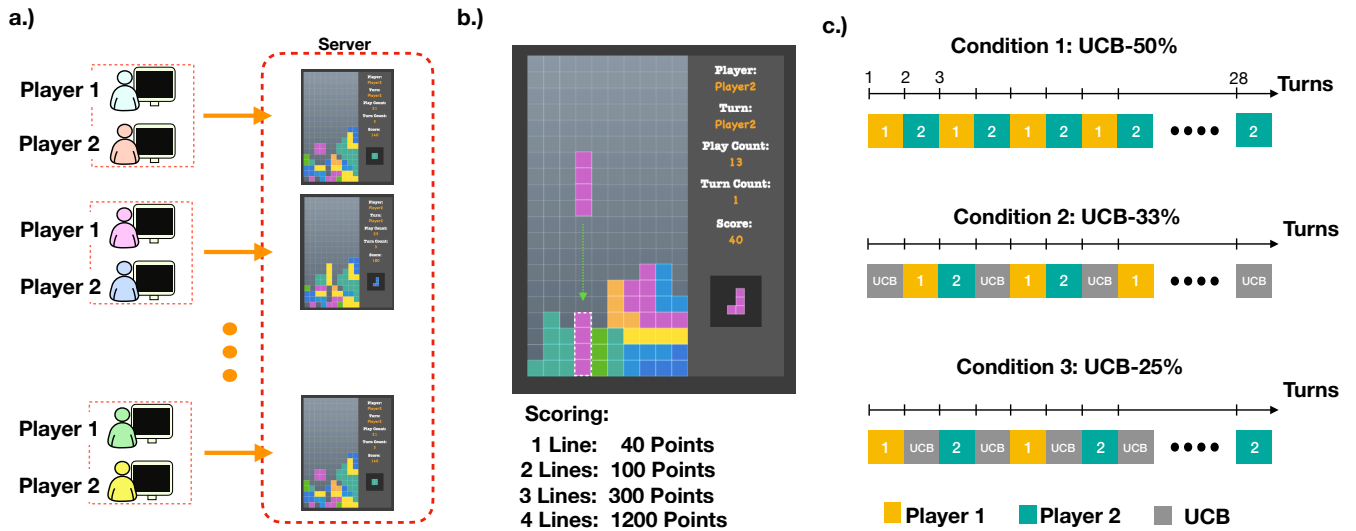 a.)
Server
Player 1
Player 2
Player 1
Player 2
Player 1
Player 2
b.)
Player:
Player2
Turn:
Player2
Play Count:
13
Turn Count:
1
Score:
40
Scoring:
1 Line: 40 Points
2 Lines: 100 Points
3 Lines: 300 Points
4 Lines: 1200 Points
c.)
Condition 1: UCB-50%
1 2 3 28 Turns
1 2 1 2 1 2 1 2 2
Condition 2: UCB-33%
Turns
UCB 1 2 UCB 1 2 UCB 1 UCB
Condition 3: UCB-25%
Turns
1 UCB 2 UCB 1 UCB 2 UCB 2
Player 1 Player 2 UCB